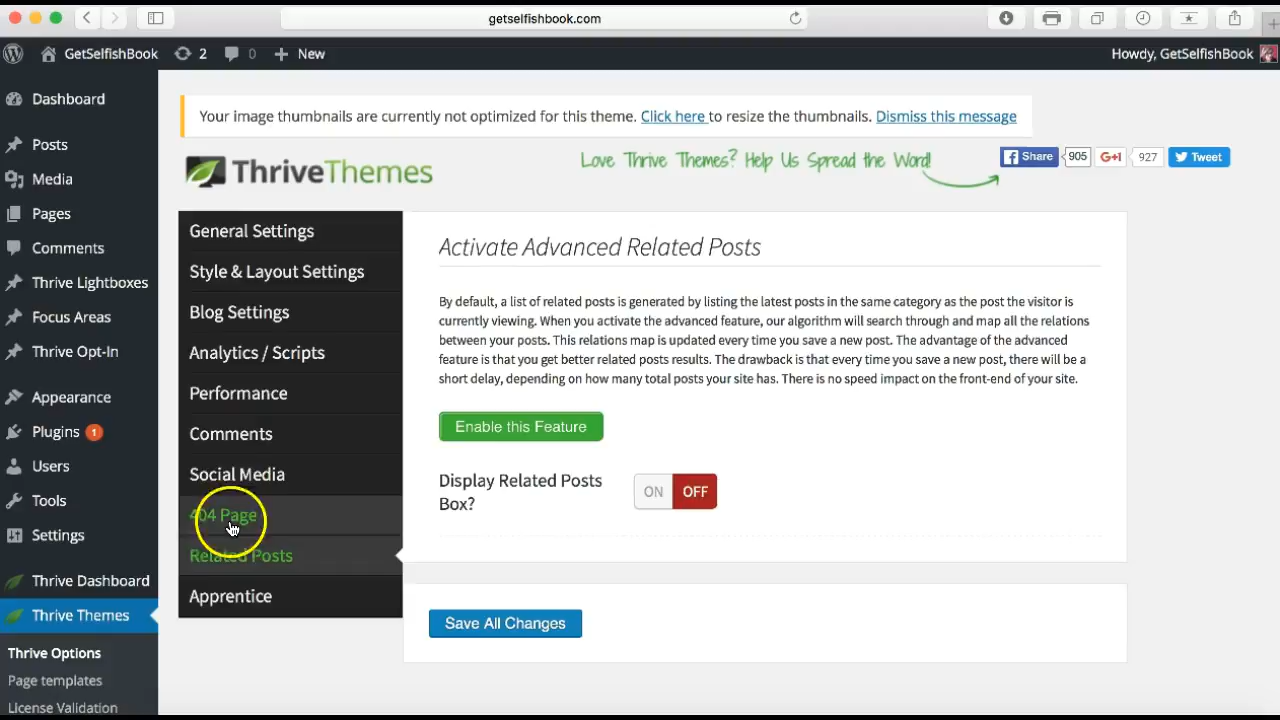 getselfishbook.com
GetSelfishBook 2 0 New
Howdy, GetSelfishBook
Dashboard
Posts
Media
Pages
Comments
Thrive Lightboxes
Focus Areas
Thrive Opt-In
Appearance
Plugins 1
Users
Tools
Settings
Thrive Dashboard
Thrive Themes
Thrive Options
Page templates
License Validation
Your image thumbnails are currently not optimized for this theme. Click here to resize the thumbnails. Dismiss this message
ThriveThemes
Love Thrive Themes? Help Us Spread the Word!
Share 905 G+1 927 Tweet
General Settings
Style & Layout Settings
Blog Settings
Analytics / Scripts
Performance
Comments
Social Media
404 Page
Related Posts
Apprentice
Activate Advanced Related Posts
By default, a list of related posts is generated by listing the latest posts in the same category as the post the visitor is
currently viewing. When you activate the advanced feature, our algorithm will search through and map all the relations
between your posts. This relations map is updated every time you save a new post. The advantage of the advanced
feature is that you get better related posts results. The drawback is that every time you save a new post, there will be a
short delay, depending on how many total posts your site has. There is no speed impact on the front-end of your site.
Enable this Feature
Display Related Posts
Box?
ON OFF
Save All Changes